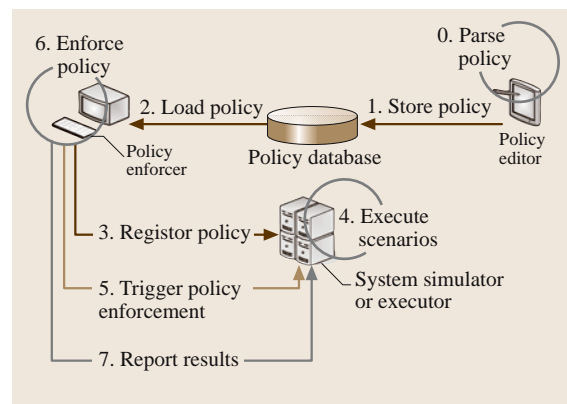 6. Enforce
policy
0. Parse
policy
2. Load policy
1. Store policy
Policy
enforcer
Policy database
Policy
editor
3. Registor policy
4. Execute
scenarios
5. Trigger policy
enforcement
System simulator
or executor
7. Report results